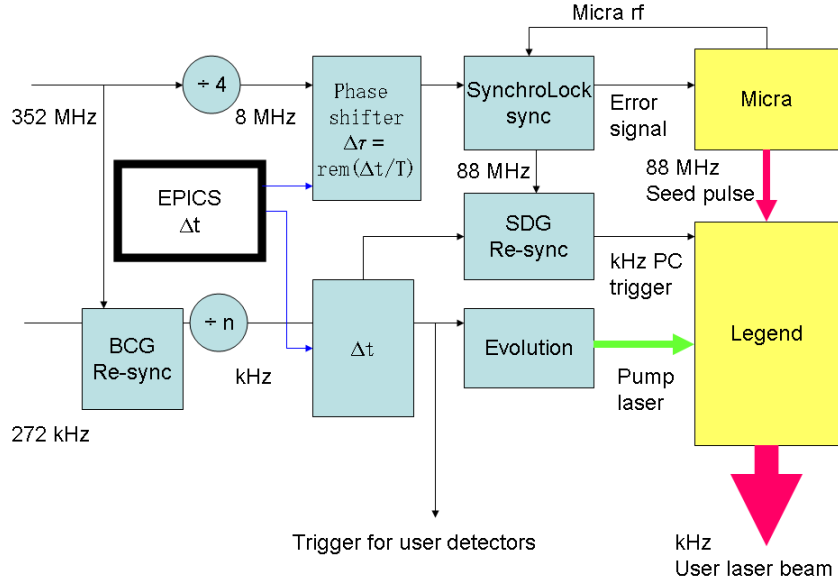 Micra rf
÷ 4
352 MHz
8 MHz
Phase
shifter
Δτ =
rem(Δt/T)
SynchroLock
sync
Error
signal
Micra
88 MHz
88 MHz
Seed pulse
EPICS
Δt
SDG
Re-sync
kHz PC
trigger
÷ n
BCG
Re-sync
kHz
Δt
Evolution
Pump
laser
Legend
272 kHz
Trigger for user detectors
kHz
User laser beam